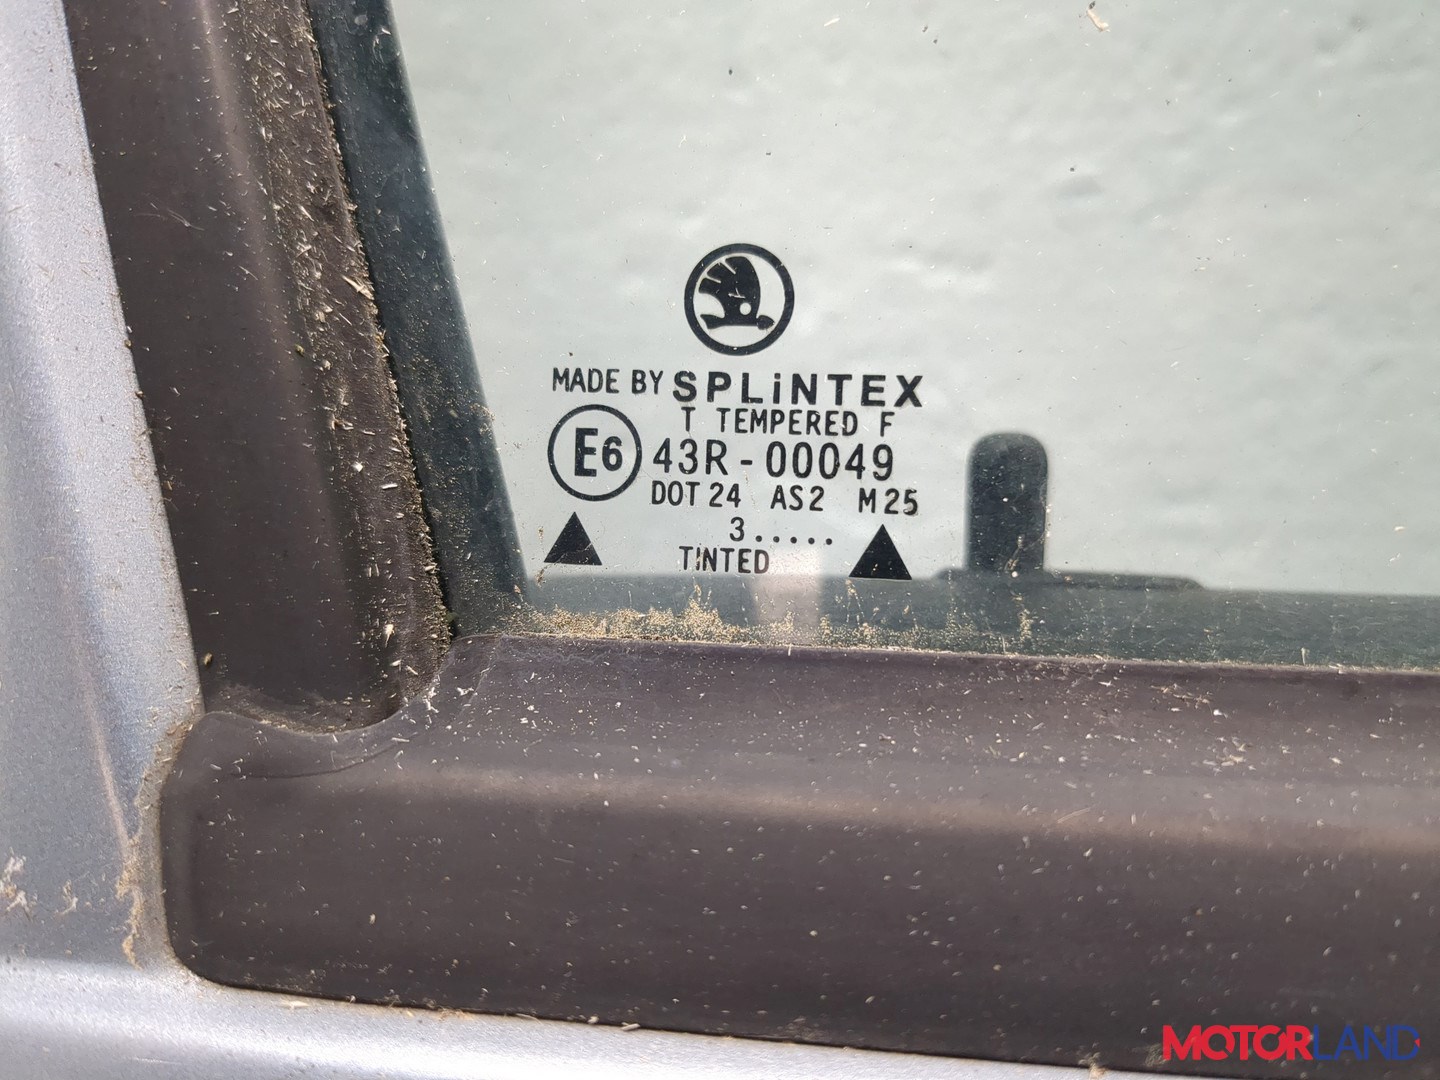 MADE BY SPLiNTEX
T TEMPERED F
E6 43R-00049
DOT 24 AS2 M25
3.....
TINTED
MOTORLAND